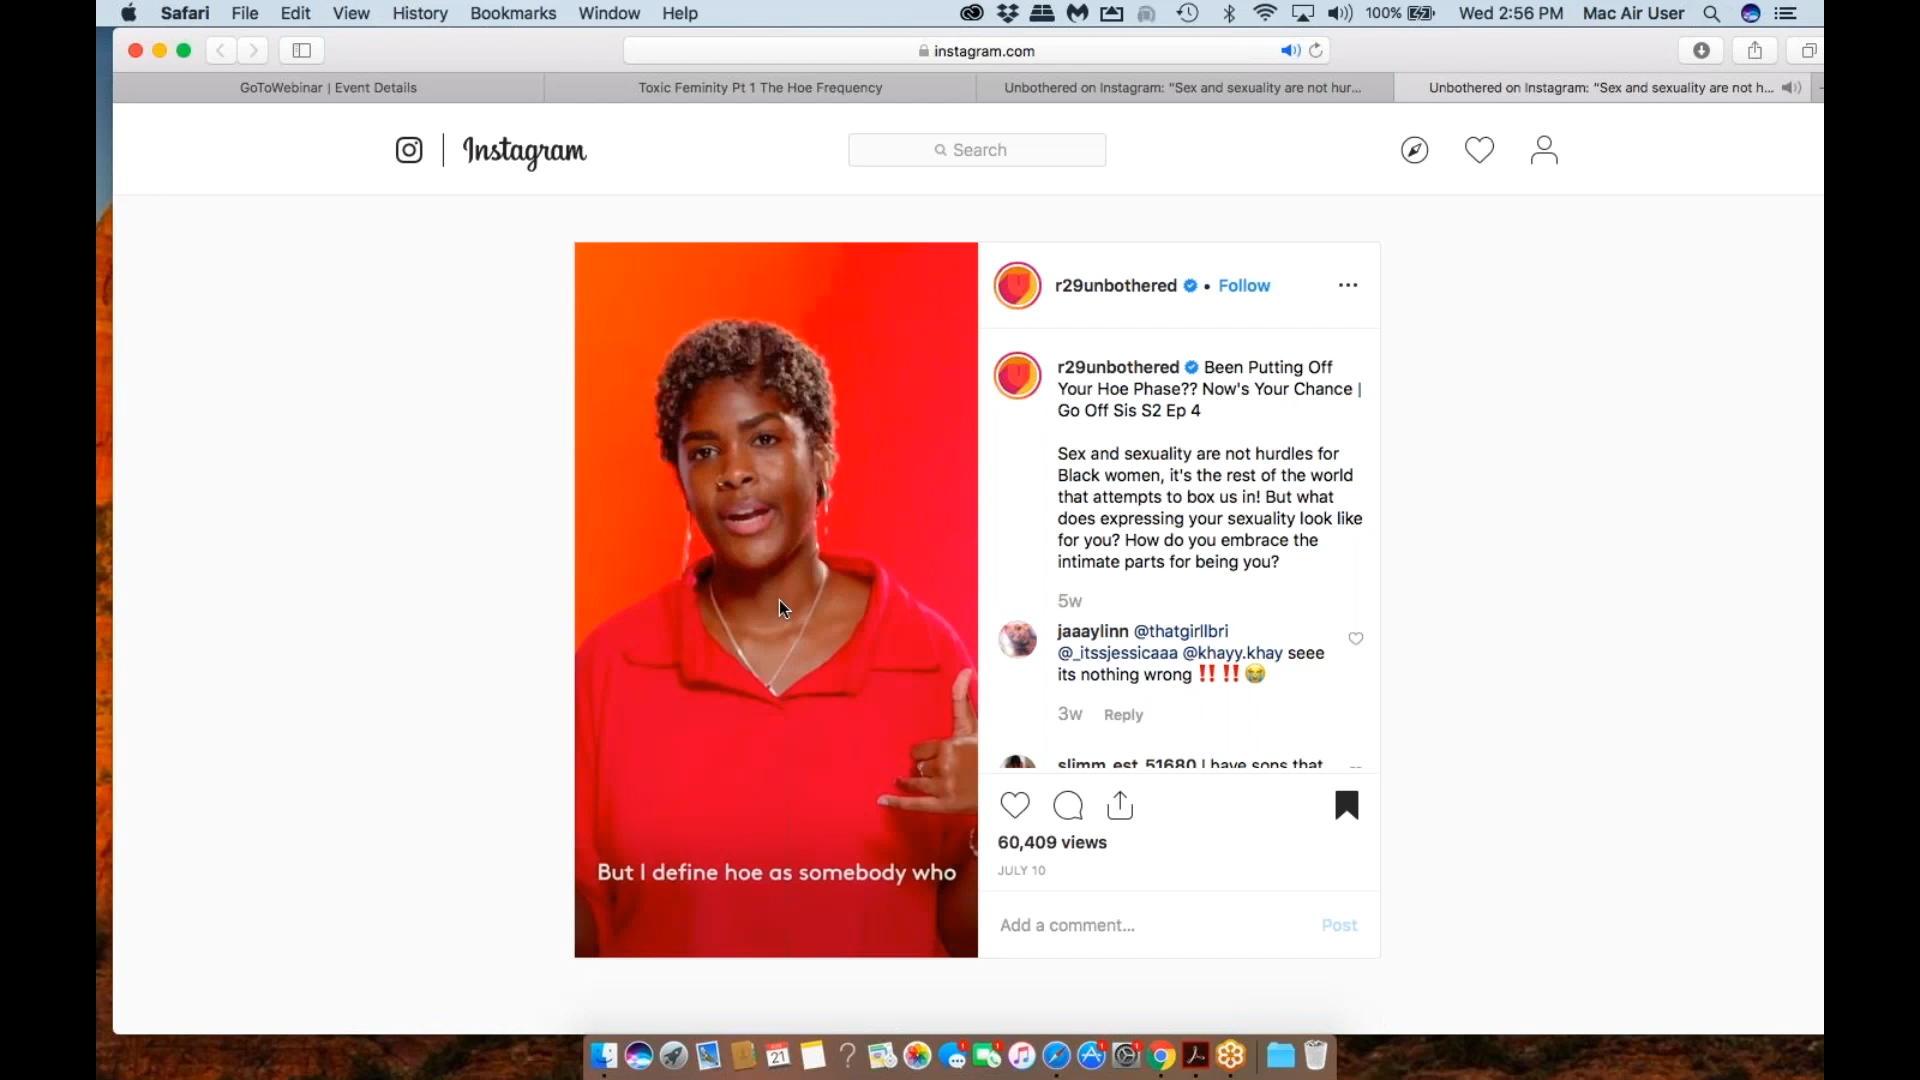 Safari File Edit View History Bookmarks Window Help 100% Wed 2:56 PM Mac Air User
instagram.com
GoToWebinar | Event Details Toxic Feminity Pt 1 The Hoe Frequency Unbothered on Instagram: "Sex and sexuality are not hur... Unbothered on Instagram: "Sex and sexuality are not h...
Instagram Search
r29unbothered • Follow
r29unbothered Been Putting Off
Your Hoe Phase?? Now's Your Chance |
Go Off Sis S2 Ep 4
Sex and sexuality are not hurdles for
Black women, it's the rest of the world
that attempts to box us in! But what
does expressing your sexuality look like
for you? How do you embrace the
intimate parts for being you?
5w
jaaaylinn @thatgirllbri
@_itssjessicaaa @khayy.khay seee
its nothing wrong ‼️ ‼️ 😭
3w Reply
slimm_est_51680 I have sons that
60,409 views
JULY 10
Add a comment... Post
But I define hoe as somebody who
21